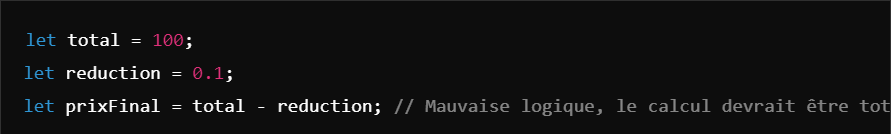 let total = 100;
let reduction = 0.1;
let prixFinal = total - reduction; // Mauvaise logique, le calcul devrait être tot